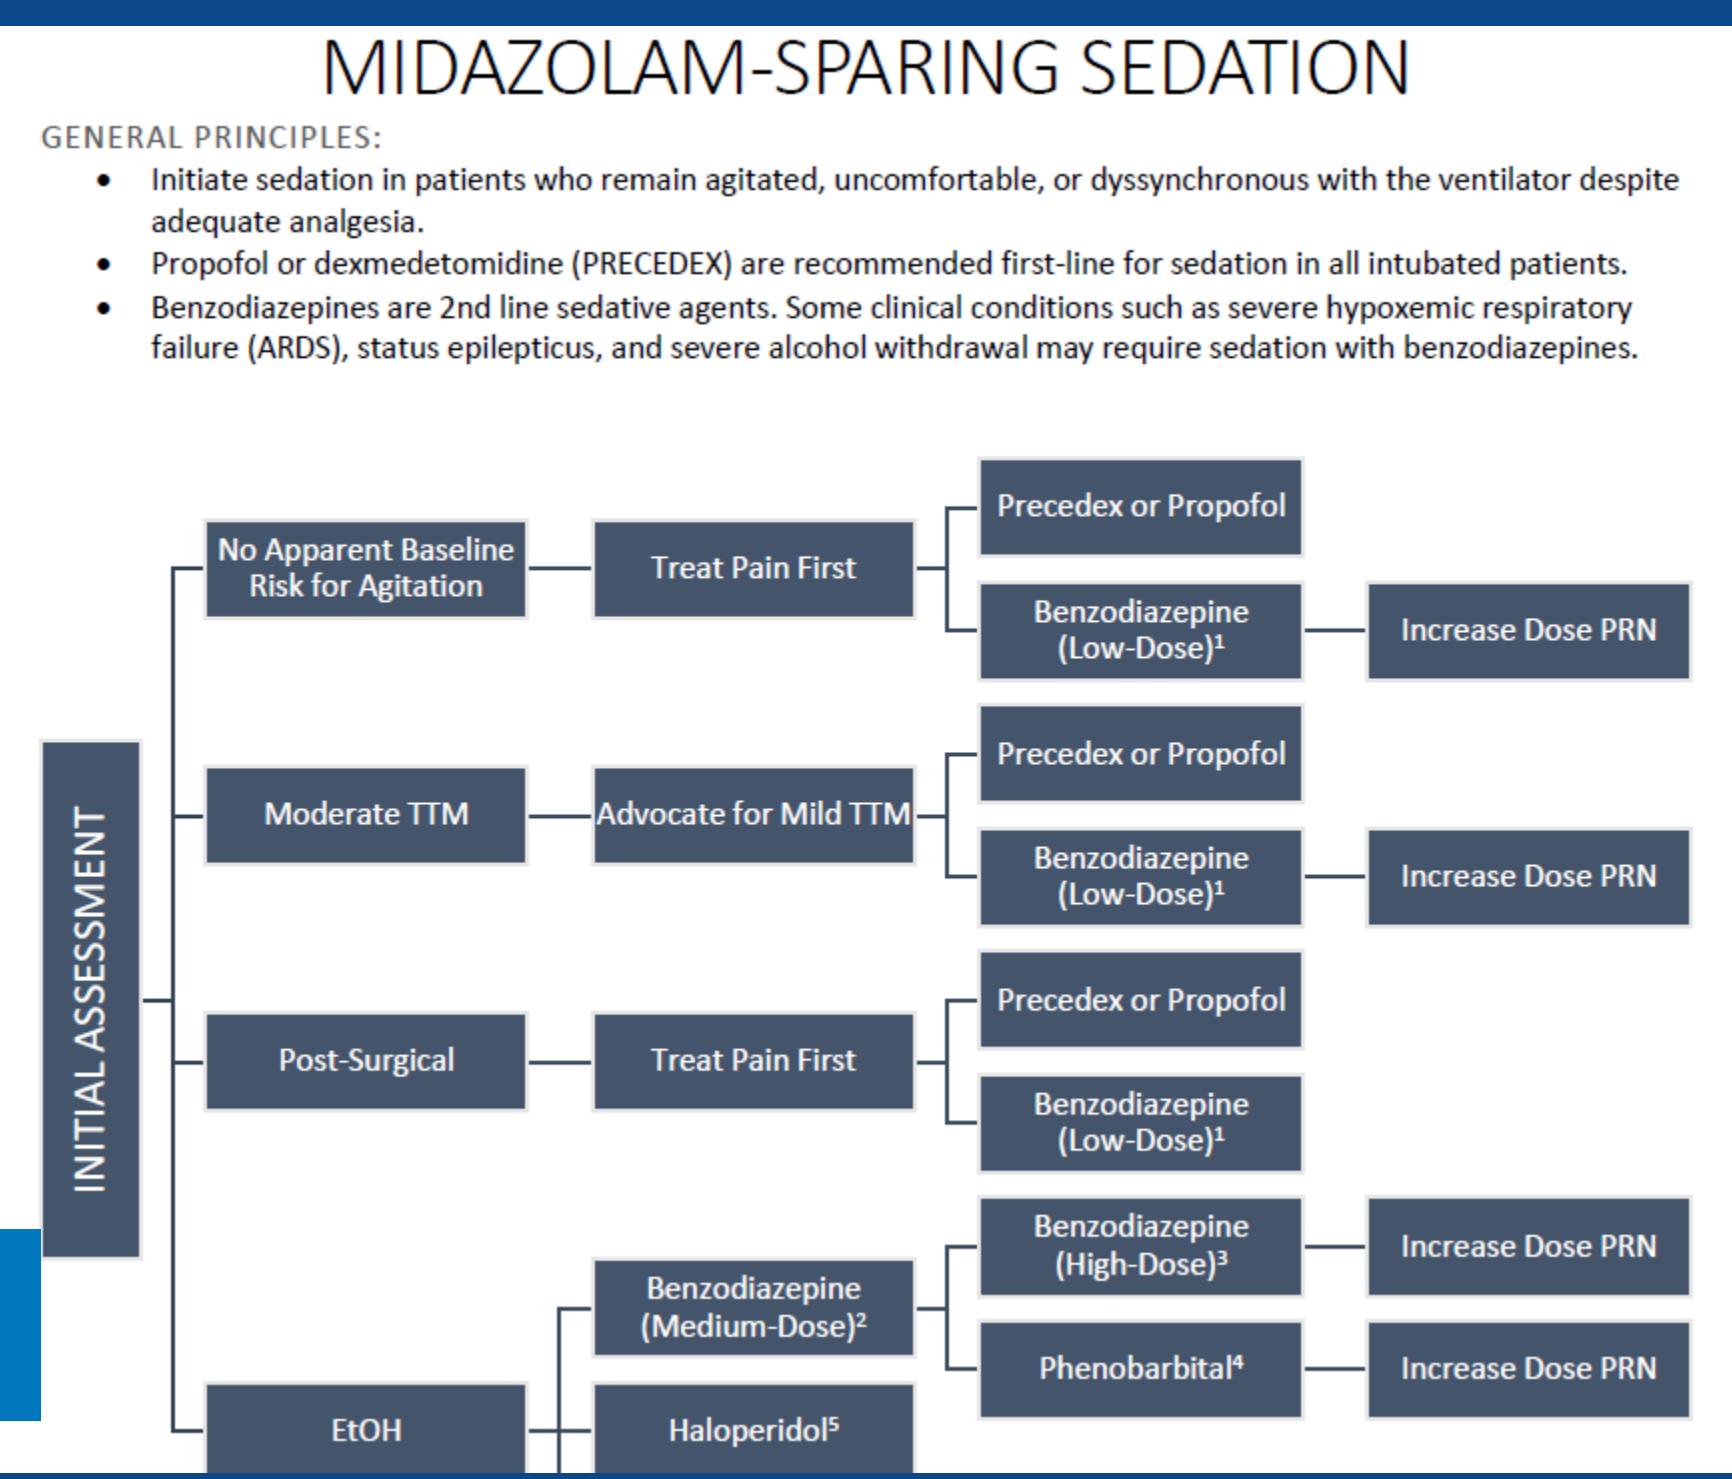 MIDAZOLAM-SPARING SEDATION
GENERAL PRINCIPLES:
• Initiate sedation in patients who remain agitated, uncomfortable, or dyssynchronous with the ventilator despite
adequate analgesia.
• Propofol or dexmedetomidine (PRECEDEX) are recommended first-line for sedation in all intubated patients.
• Benzodiazepines are 2nd line sedative agents. Some clinical conditions such as severe hypoxemic respiratory
failure (ARDS), status epilepticus, and severe alcohol withdrawal may require sedation with benzodiazepines.
INITIAL ASSESSMENT
No Apparent Baseline
Risk for Agitation
Treat Pain First
Precedex or Propofol
Benzodiazepine
(Low-Dose)¹
Increase Dose PRN
Moderate TTM
Advocate for Mild TTM
Precedex or Propofol
Benzodiazepine
(Low-Dose)¹
Increase Dose PRN
Post-Surgical
Treat Pain First
Precedex or Propofol
Benzodiazepine
(Low-Dose)¹
EtOH
Benzodiazepine
(Medium-Dose)²
Benzodiazepine
(High-Dose)³
Increase Dose PRN
Phenobarbital⁴
Increase Dose PRN
Haloperidol⁵